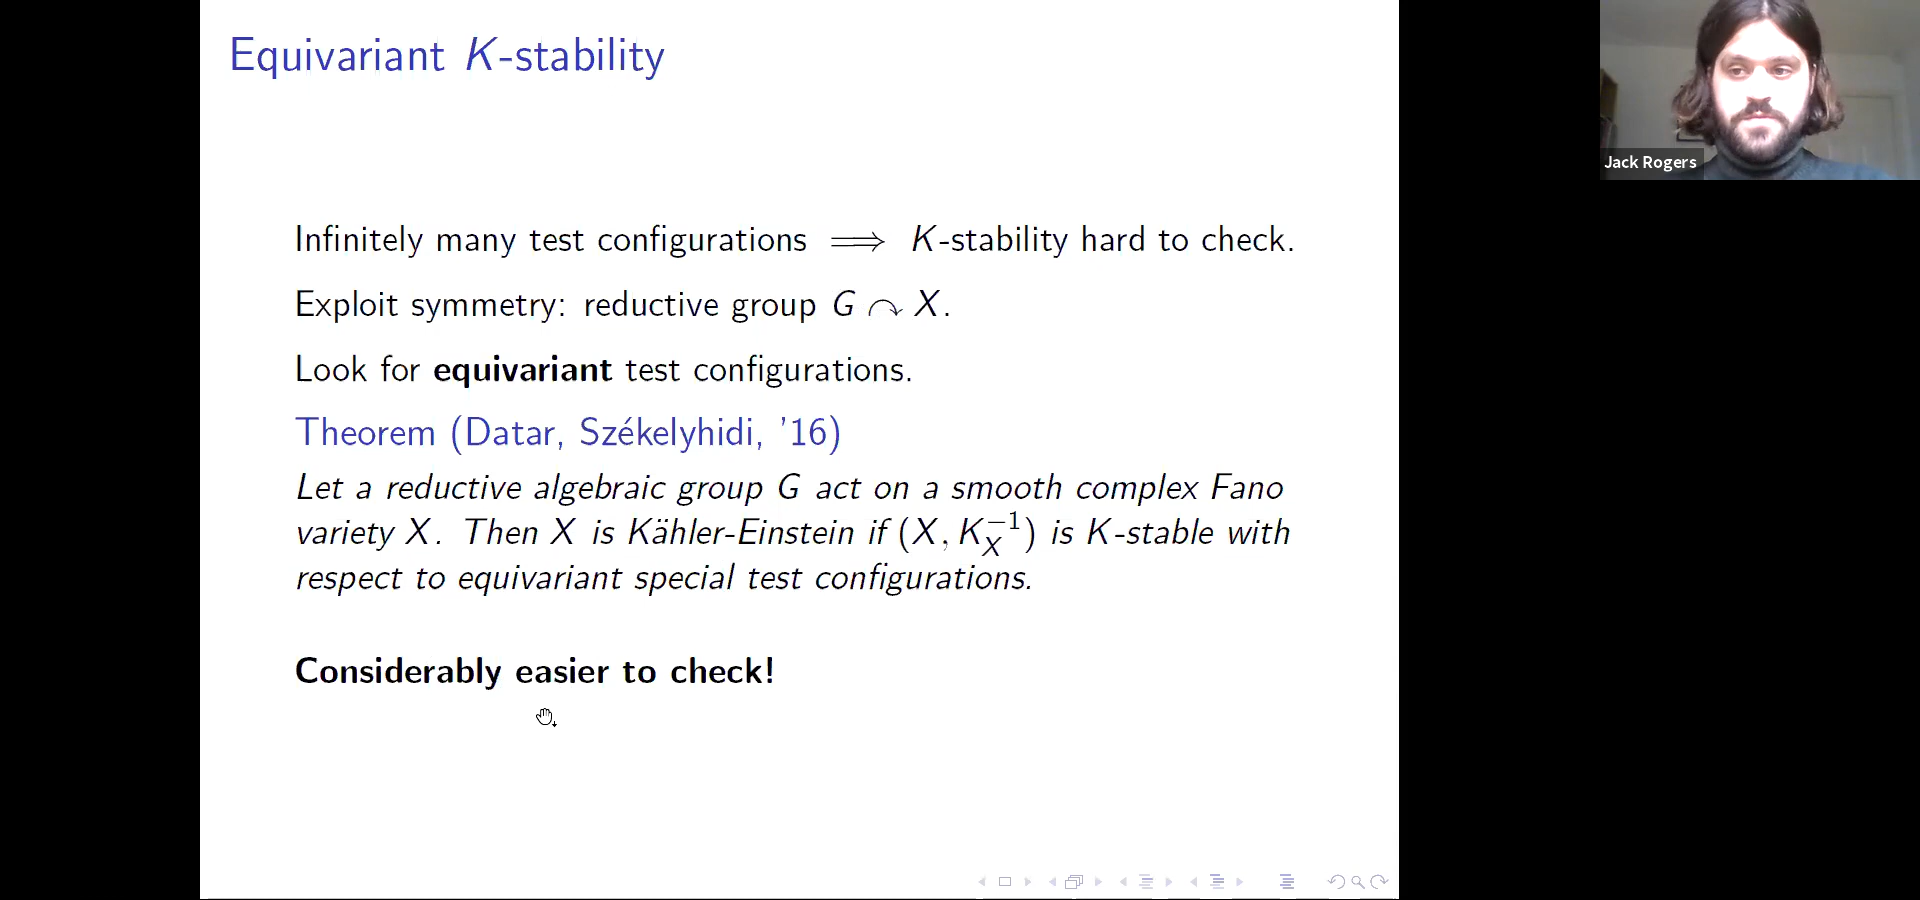 Equivariant K-stability
Infinitely many test configurations ⟹ K-stability hard to check.
Exploit symmetry: reductive group G ↷ X.
Look for equivariant test configurations.
Theorem (Datar, Székelyhidi, '16)
Let a reductive algebraic group G act on a smooth complex Fano
variety X. Then X is Kähler-Einstein if (X, K_X^{-1}) is K-stable with
respect to equivariant special test configurations.
Considerably easier to check!
Jack Rogers